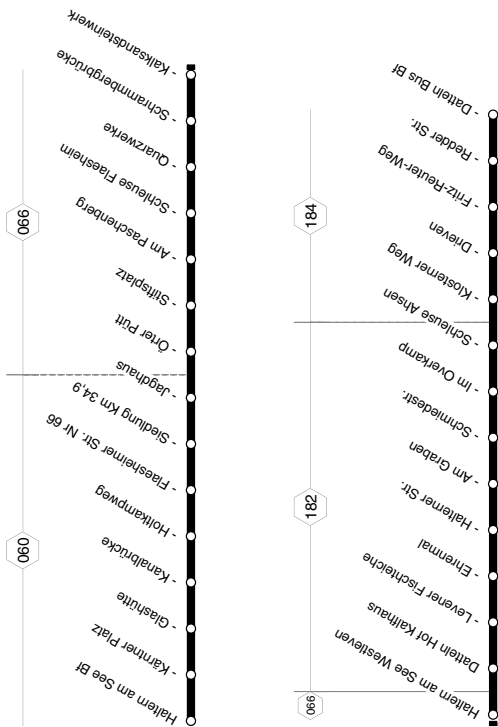 060
066
Haltern am See Bf
- Kärntner Platz
- Glashütte
- Kanalbrücke
- Holtkampweg
- Flaesheimer Str. Nr 66
- Siedlung Km 34,9
- Jagdhaus
- Örter Pütt
- Stiftsplatz
- Am Paschenberg
- Schleuse Flaesheim
- Quarzwerke
- Schrammbergbrücke
- Kalksandsteinwerk
066
182
184
Haltern am See Westleven
Datteln Hof Kalfhaus
- Levener Fischteiche
- Ehrenmal
- Halterner Str.
- Am Graben
- Schmiedestr.
- Im Overkamp
- Schleuse Ahsen
- Klosterner Weg
- Drieven
- Fritz-Reuter-Weg
- Redder Str.
- Datteln Bus Bf